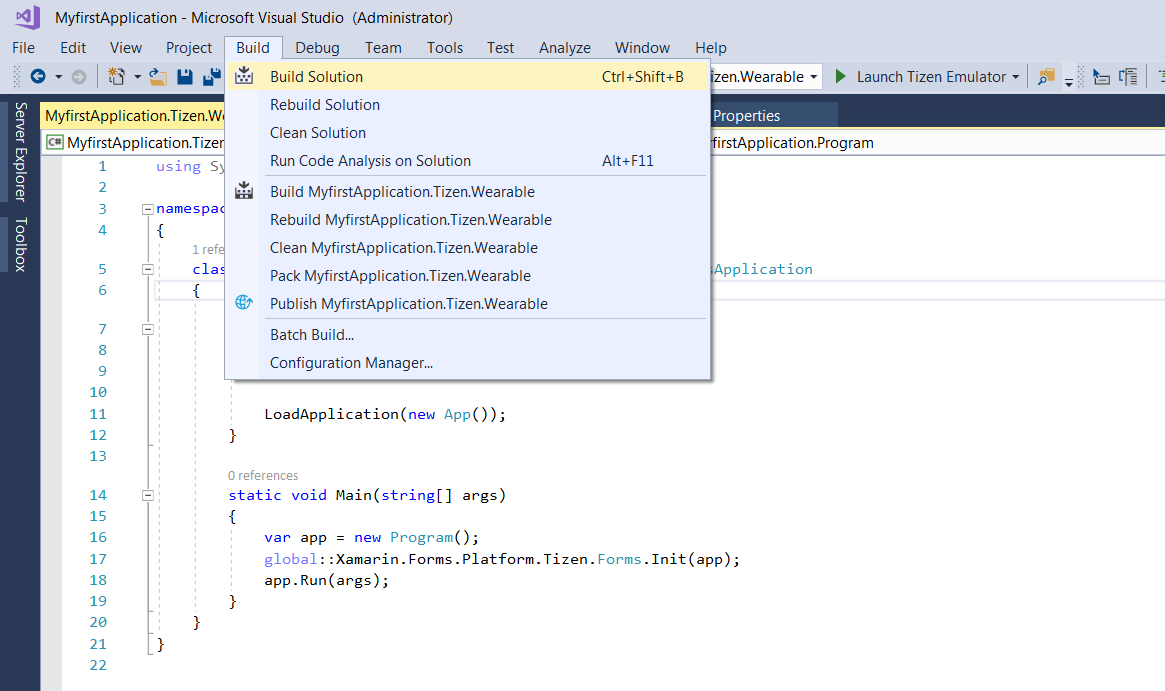 MyfirstApplication - Microsoft Visual Studio (Administrator)
File Edit View Project Build Debug Team Tools Test Analyze Window Help
izen.Wearable Launch Tizen Emulator
Build Solution Ctrl+Shift+B
Rebuild Solution
Clean Solution
Run Code Analysis on Solution Alt+F11
Build MyfirstApplication.Tizen.Wearable
Rebuild MyfirstApplication.Tizen.Wearable
Clean MyfirstApplication.Tizen.Wearable
Pack MyfirstApplication.Tizen.Wearable
Publish MyfirstApplication.Tizen.Wearable
Batch Build...
Configuration Manager...
Server Explorer
Toolbox
MyfirstApplication.Tizen.We Properties
C# MyfirstApplication.Tizen firstApplication.Program
1 using Sy
2
3 namespac
4 {
1 refe
5 clas sApplication
6 {
7
8
9
10
11 LoadApplication(new App());
12 }
13
0 references
14 static void Main(string[] args)
15 {
16 var app = new Program();
17 global::Xamarin.Forms.Platform.Tizen.Forms.Init(app);
18 app.Run(args);
19 }
20 }
21 }
22